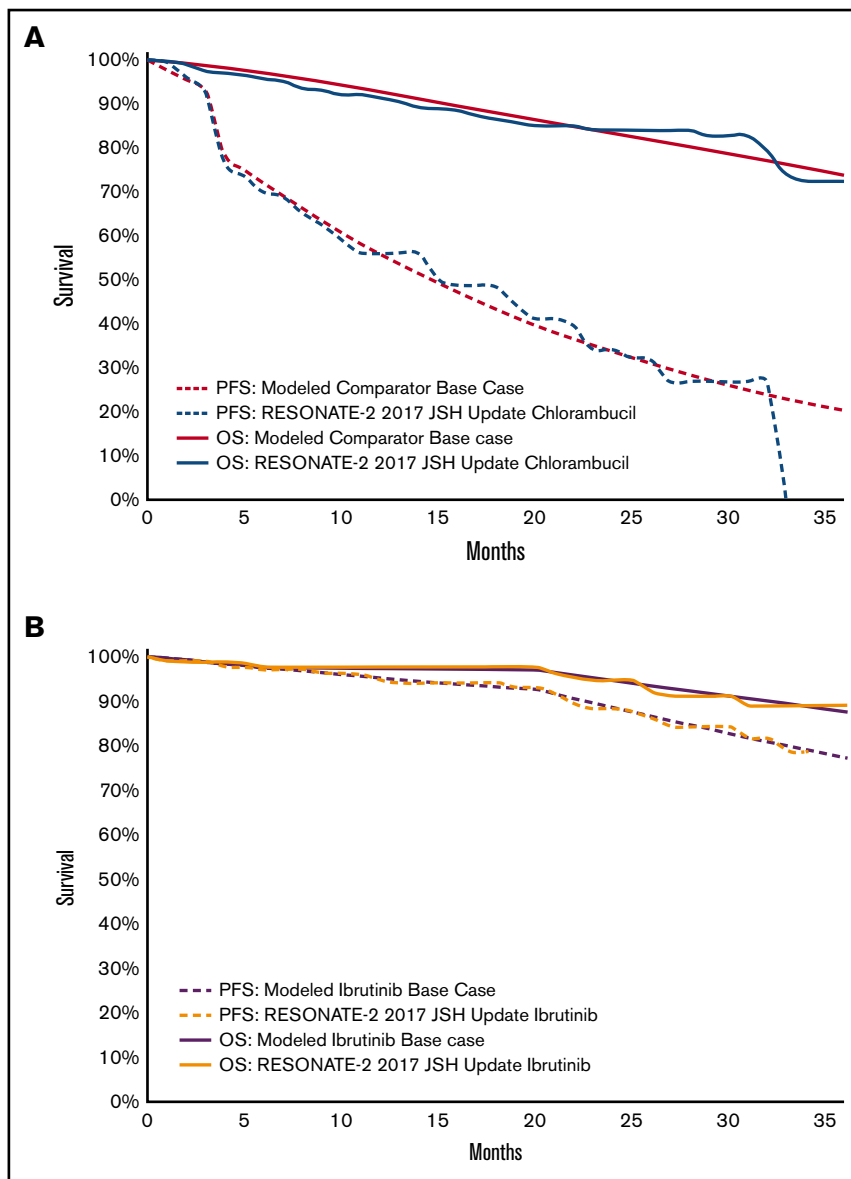 A
100%
90%
80%
70%
60%
50%
40%
30%
20%
10%
0%
Survival
PFS: Modeled Comparator Base Case
PFS: RESONATE-2 2017 JSH Update Chlorambucil
OS: Modeled Comparator Base case
OS: RESONATE-2 2017 JSH Update Chlorambucil
0 5 10 15 20 25 30 35
Months
B
100%
90%
80%
70%
60%
50%
40%
30%
20%
10%
0%
Survival
PFS: Modeled Ibrutinib Base Case
PFS: RESONATE-2 2017 JSH Update Ibrutinib
OS: Modeled Ibrutinib Base case
OS: RESONATE-2 2017 JSH Update Ibrutinib
0 5 10 15 20 25 30 35
Months